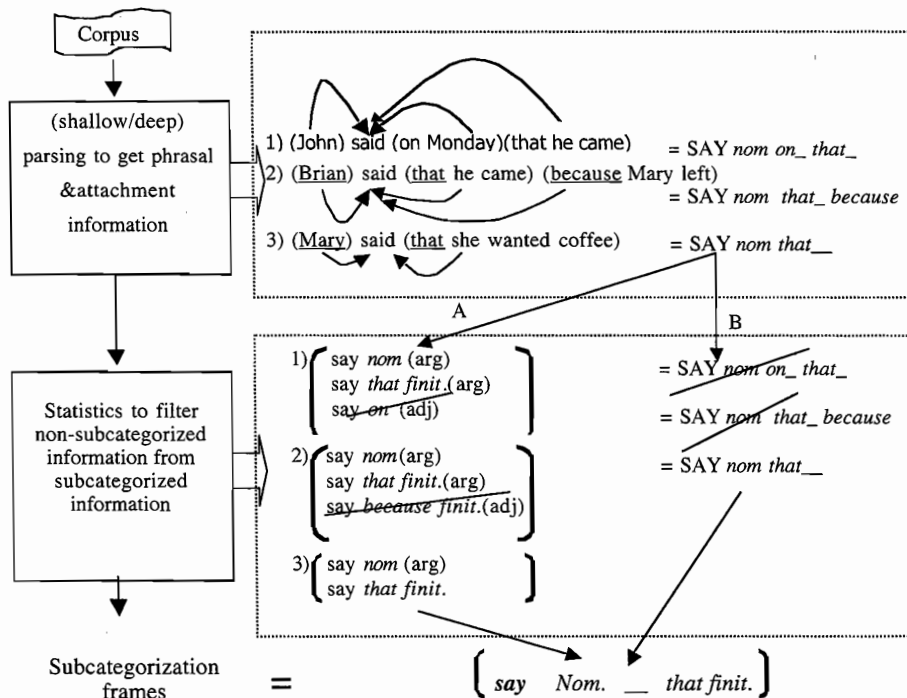 Corpus
(shallow/deep)
parsing to get phrasal
&attachment
information
1) (John) said (on Monday)(that he came)
= SAY nom on_ that_
2) (Brian) said (that he came) (because Mary left)
= SAY nom that_ because
3) (Mary) said (that she wanted coffee)
= SAY nom that__
A
B
Statistics to filter
non-subcategorized
information from
subcategorized
information
1) say nom (arg)
say that finit.(arg)
say on (adj)
2) say nom(arg)
say that finit.(arg)
say because finit.(adj)
3) say nom (arg)
say that finit.
= SAY nom on_ that_
= SAY nom that_ because
= SAY nom that__
Subcategorization
frames
=
say Nom. __ that finit.